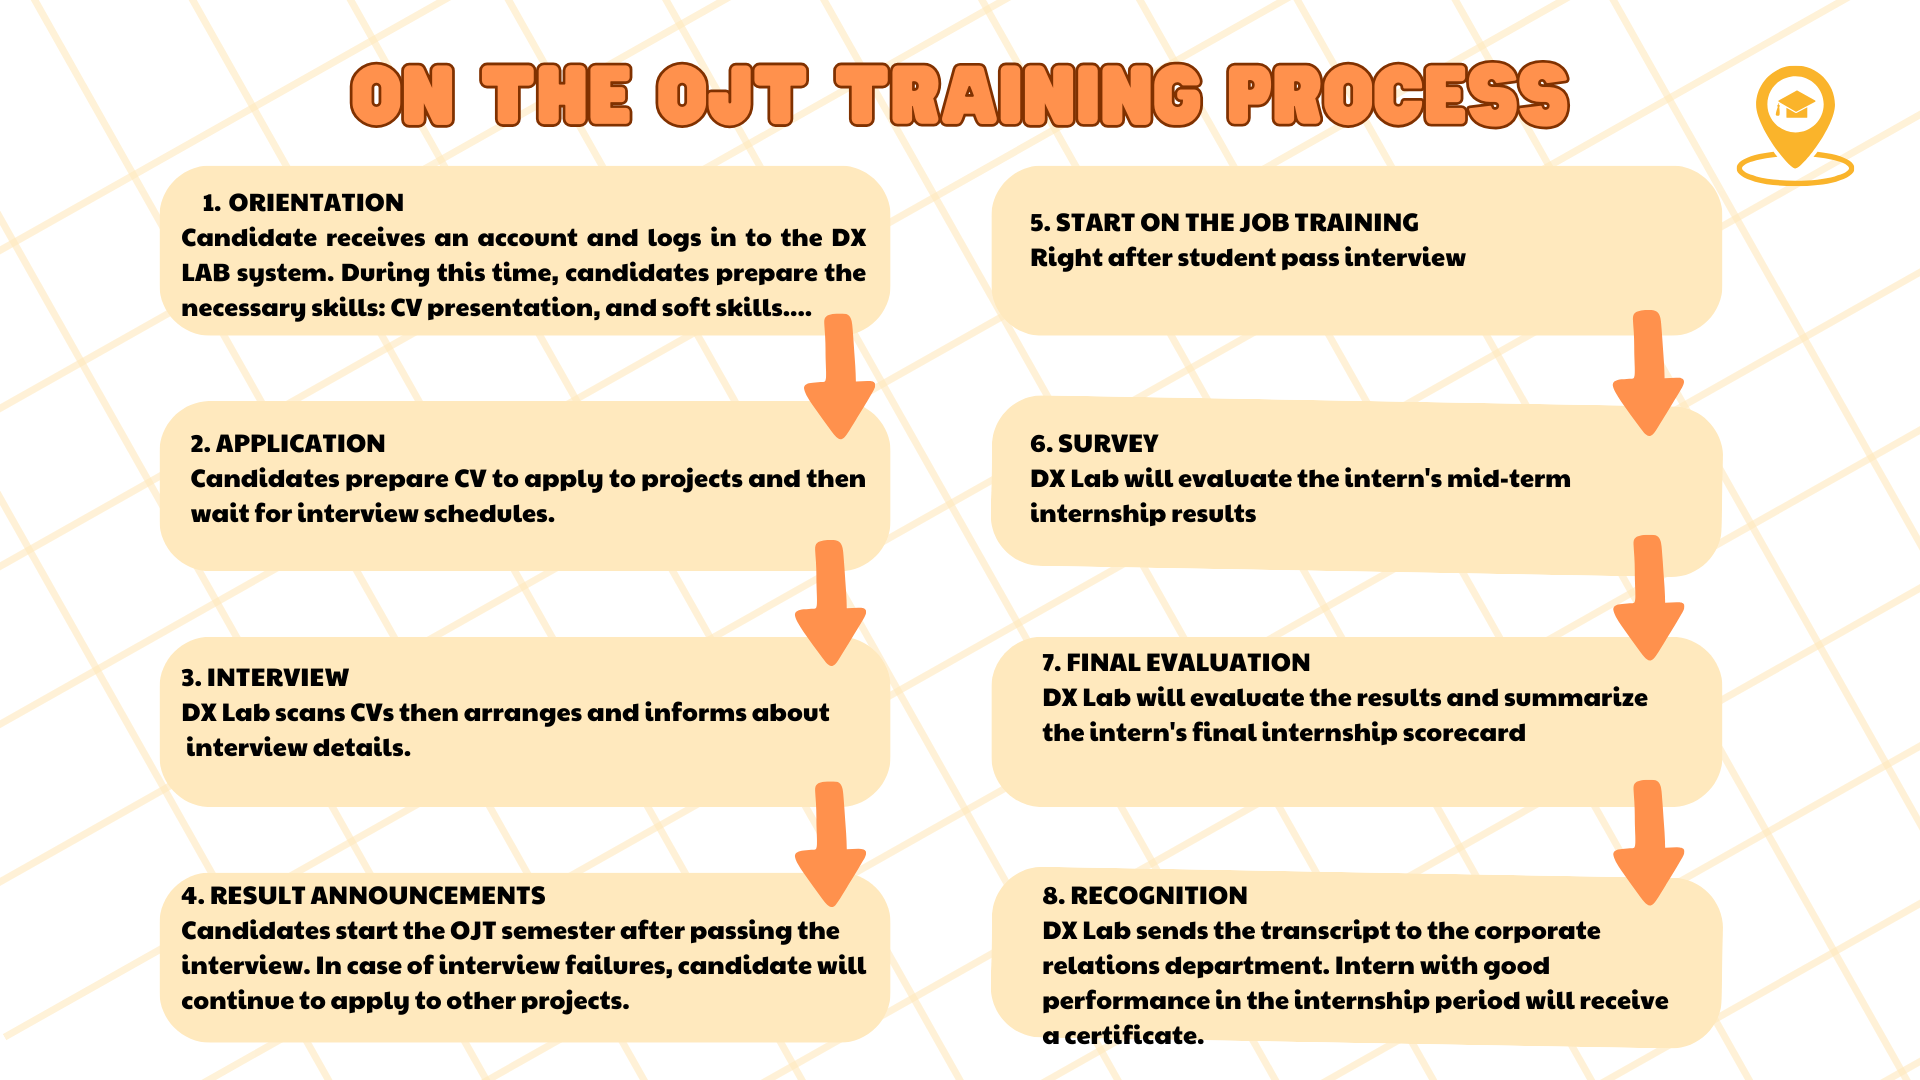 ON THE OJT TRAINING PROCESS
1. ORIENTATION
Candidate receives an account and logs in to the DX
LAB system. During this time, candidates prepare the
necessary skills: CV presentation, and soft skills....
2. APPLICATION
Candidates prepare CV to apply to projects and then
wait for interview schedules.
3. INTERVIEW
DX Lab scans CVs then arranges and informs about
interview details.
4. RESULT ANNOUNCEMENTS
Candidates start the OJT semester after passing the
interview. In case of interview failures, candidate will
continue to apply to other projects.
5. START ON THE JOB TRAINING
Right after student pass interview
6. SURVEY
DX Lab will evaluate the intern's mid-term
internship results
7. FINAL EVALUATION
DX Lab will evaluate the results and summarize
the intern's final internship scorecard
8. RECOGNITION
DX Lab sends the transcript to the corporate
relations department. Intern with good
performance in the internship period will receive
a certificate.